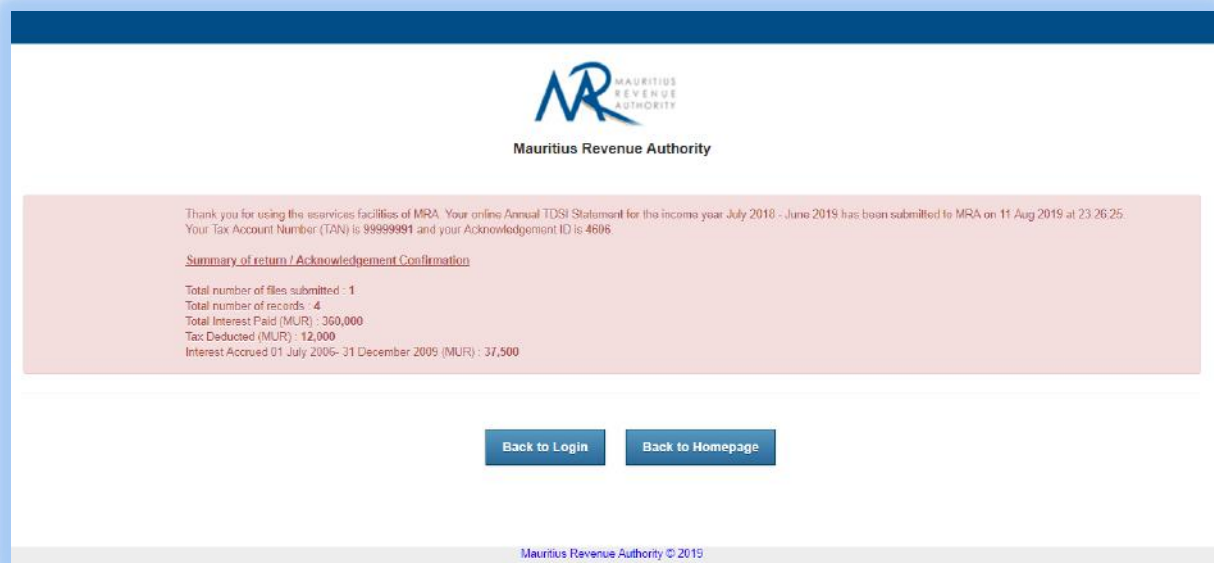 MAURITIUS
REVENUE
AUTHORITY
Mauritius Revenue Authority
Thank you for using the eservices facilities of MRA. Your online Annual TDSI Statement for the income year July 2018 - June 2019 has been submitted to MRA on 11 Aug 2019 at 23.26.25.
Your Tax Account Number (TAN) is 99999991 and your Acknowledgement ID is 4606
Summary of return / Acknowledgement Confirmation
Total number of files submitted : 1
Total number of records : 4
Total Interest Paid (MUR) : 360,000
Tax Deducted (MUR) : 12,000
Interest Accrued 01 July 2006- 31 December 2009 (MUR) : 37,500
Back to Login Back to Homepage
Mauritius Revenue Authority © 2019